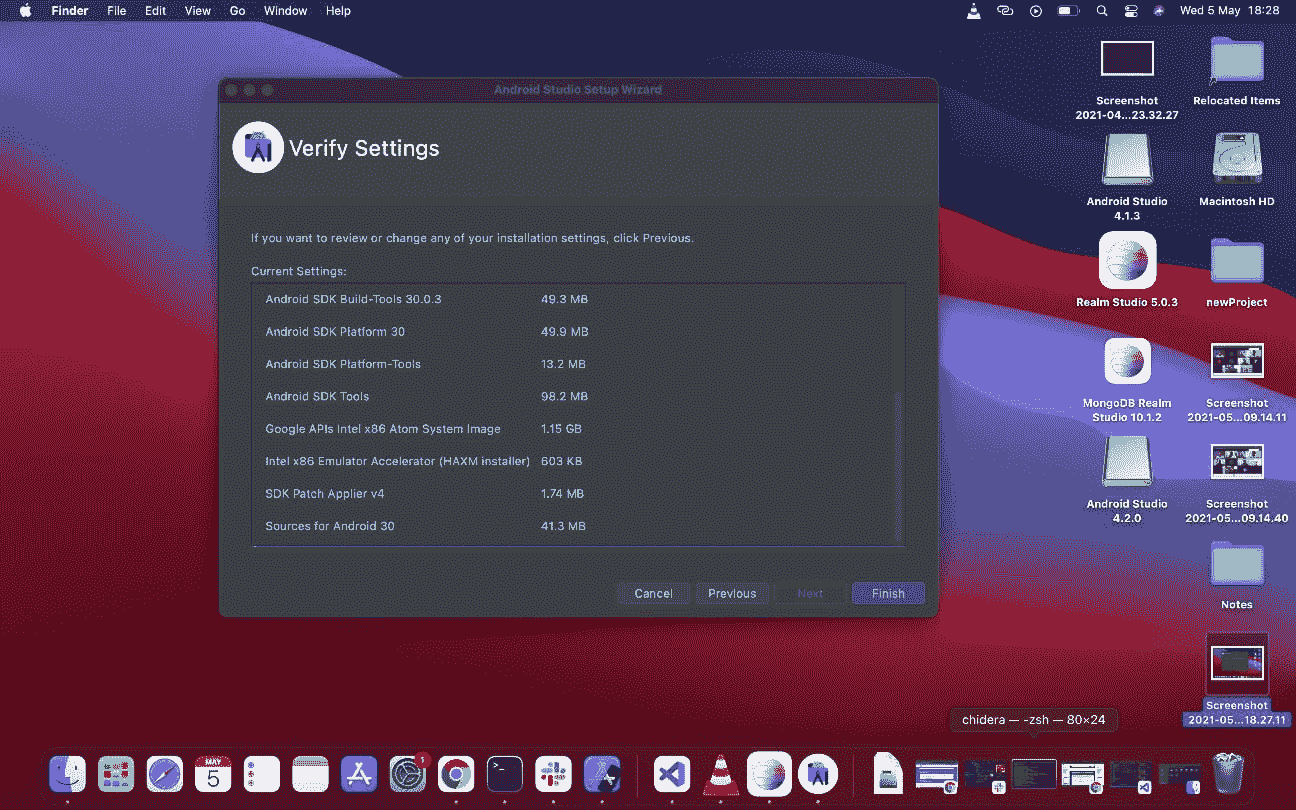 Finder File Edit View Go Window Help Wed 5 May 18:28
Android Studio Setup Wizard
Verify Settings
If you want to review or change any of your installation settings, click Previous.
Current Settings:
Android SDK Build-Tools 30.0.3 49.3 MB
Android SDK Platform 30 49.9 MB
Android SDK Platform-Tools 13.2 MB
Android SDK Tools 98.2 MB
Google APIs Intel x86 Atom System Image 1.15 GB
Intel x86 Emulator Accelerator (HAXM installer) 603 KB
SDK Patch Applier v4 1.74 MB
Sources for Android 30 41.3 MB
Cancel Previous Next Finish
Screenshot
2021-04...23.32.27
Relocated Items
Android Studio
4.1.3
Macintosh HD
Realm Studio 5.0.3
newProject
MongoDB Realm
Studio 10.1.2
Screenshot
2021-05...09.14.11
Android Studio
4.2.0
Screenshot
2021-05...09.14.40
Notes
Screenshot
2021-05...18.27.11
chidera — -zsh — 80×24
MAY
5
1